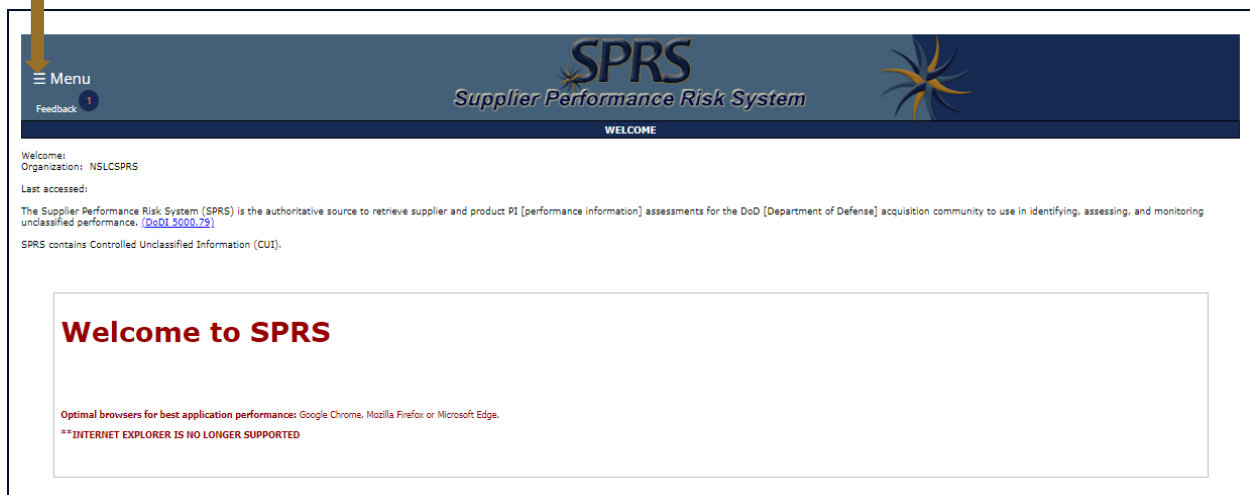 ☰ Menu
Feedback 1
SPRS
Supplier Performance Risk System
WELCOME
Welcome:
Organization: NSLCSPRS
Last accessed:
The Supplier Performance Risk System (SPRS) is the authoritative source to retrieve supplier and product PI [performance information] assessments for the DoD [Department of Defense] acquisition community to use in identifying, assessing, and monitoring
unclassified performance. (DoDI 5000.79)
SPRS contains Controlled Unclassified Information (CUI).
Welcome to SPRS
Optimal browsers for best application performance: Google Chrome, Mozilla Firefox or Microsoft Edge.
**INTERNET EXPLORER IS NO LONGER SUPPORTED